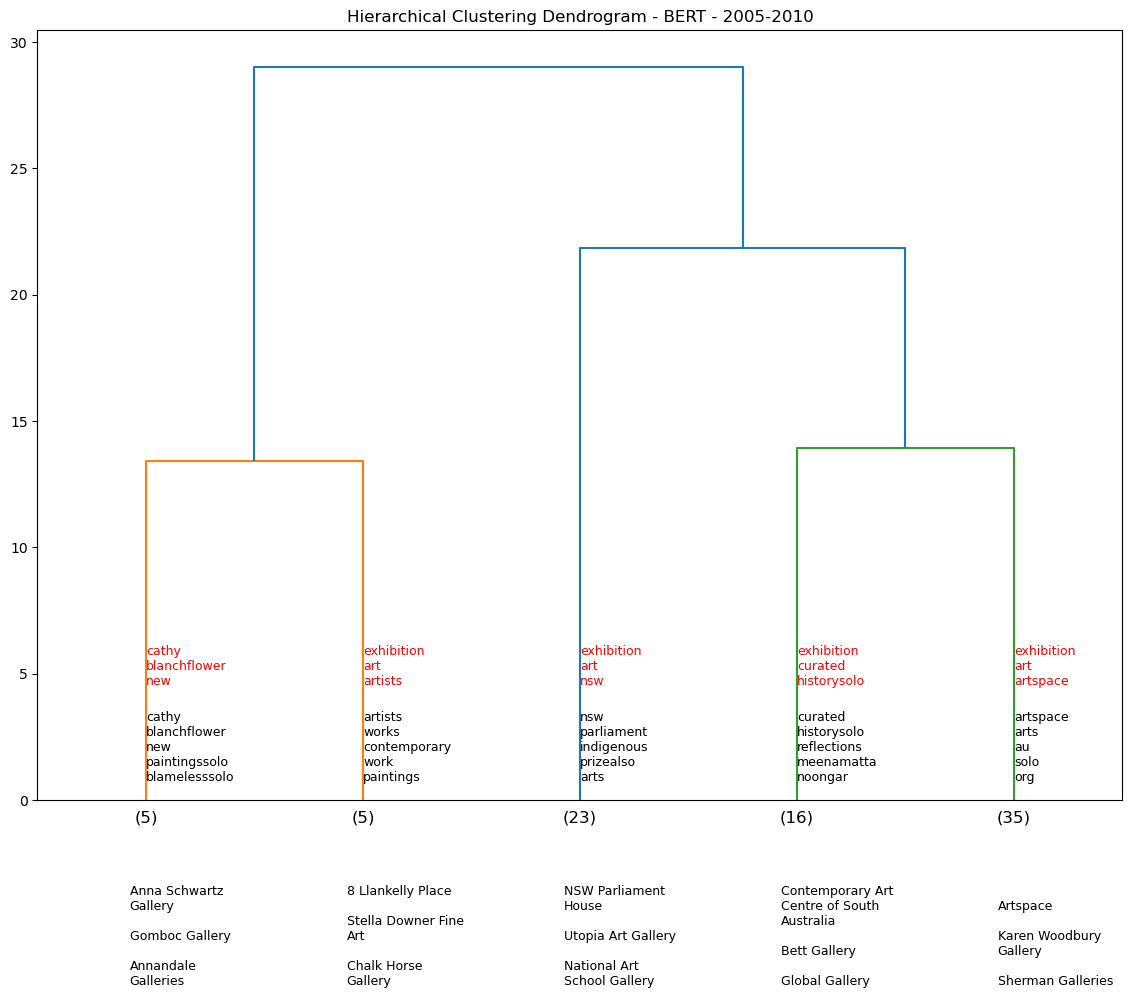 Hierarchical Clustering Dendrogram - BERT - 2005-2010
30
25
20
15
10
5
0
cathy
blanchflower
new
cathy
blanchflower
new
paintingssolo
blamelesssolo
exhibition
art
artists
artists
works
contemporary
work
paintings
exhibition
art
nsw
nsw
parliament
indigenous
prizealso
arts
exhibition
curated
historysolo
curated
historysolo
reflections
meenamatta
noongar
exhibition
art
artspace
artspace
arts
au
solo
org
(5)
(5)
(23)
(16)
(35)
Anna Schwartz
Gallery
Gomboc Gallery
Annandale
Galleries
8 Llankelly Place
Stella Downer Fine
Art
Chalk Horse
Gallery
NSW Parliament
House
Utopia Art Gallery
National Art
School Gallery
Contemporary Art
Centre of South
Australia
Bett Gallery
Global Gallery
Artspace
Karen Woodbury
Gallery
Sherman Galleries